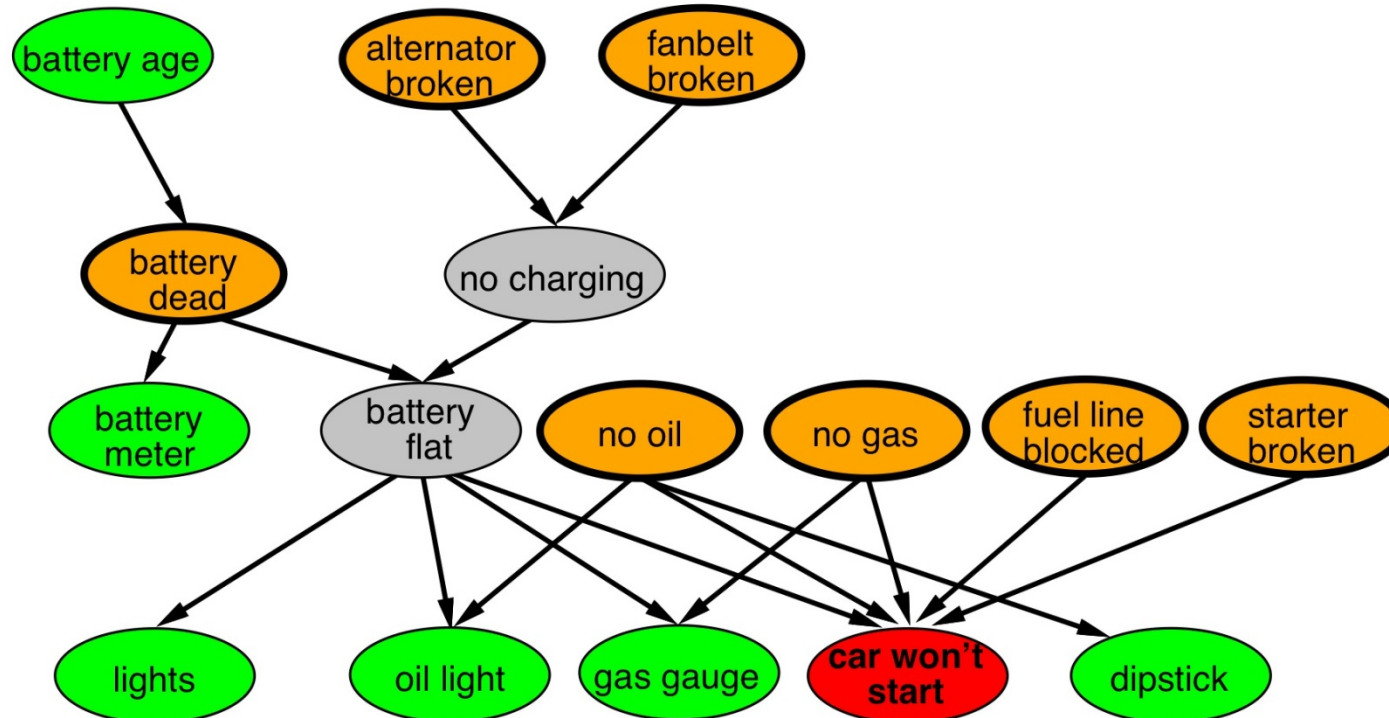 battery age
alternator
broken
fanbelt
broken
battery
dead
no charging
battery
meter
battery
flat
no oil
no gas
fuel line
blocked
starter
broken
lights
oil light
gas gauge
car won't
start
dipstick